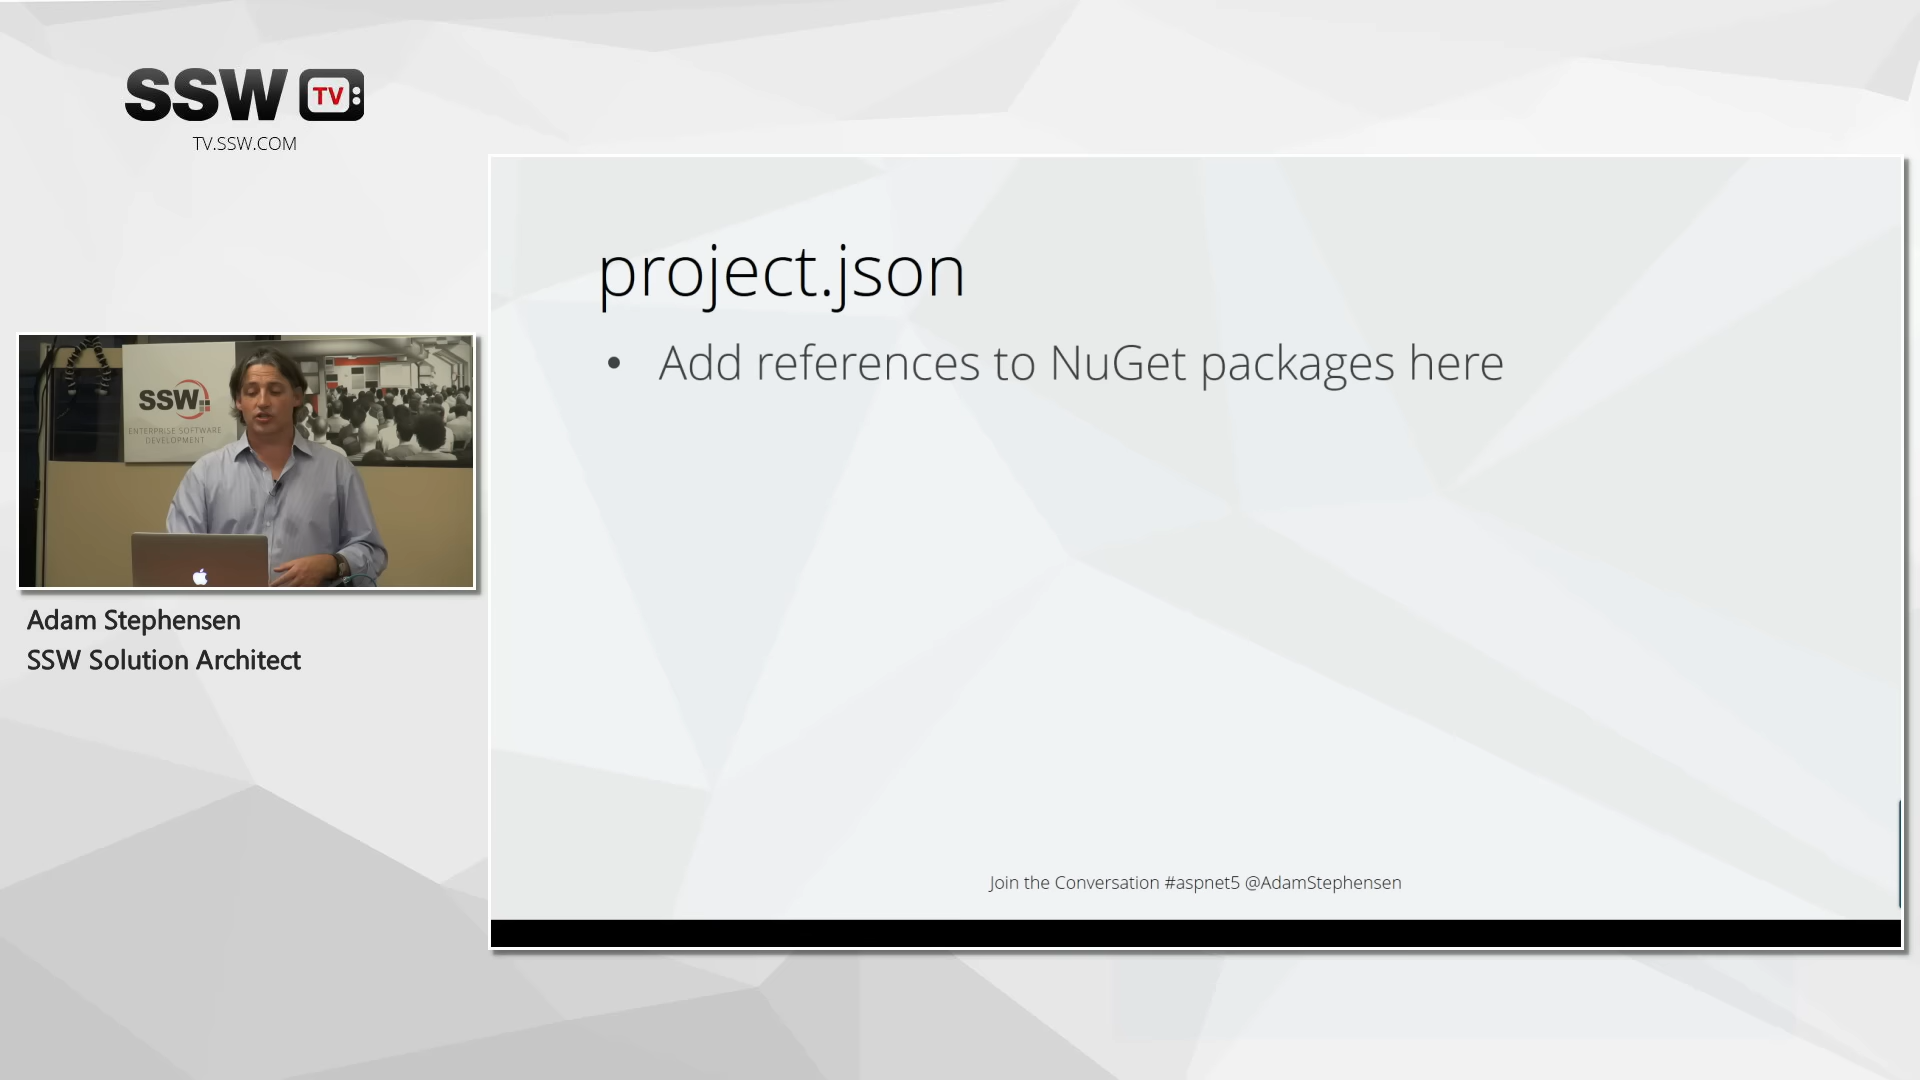 SSW TV
TV.SSW.COM
project.json
• Add references to NuGet packages here
SSW
ENTERPRISE SOFTWARE
DEVELOPMENT
Adam Stephensen
SSW Solution Architect
Join the Conversation #aspnet5 @AdamStephensen